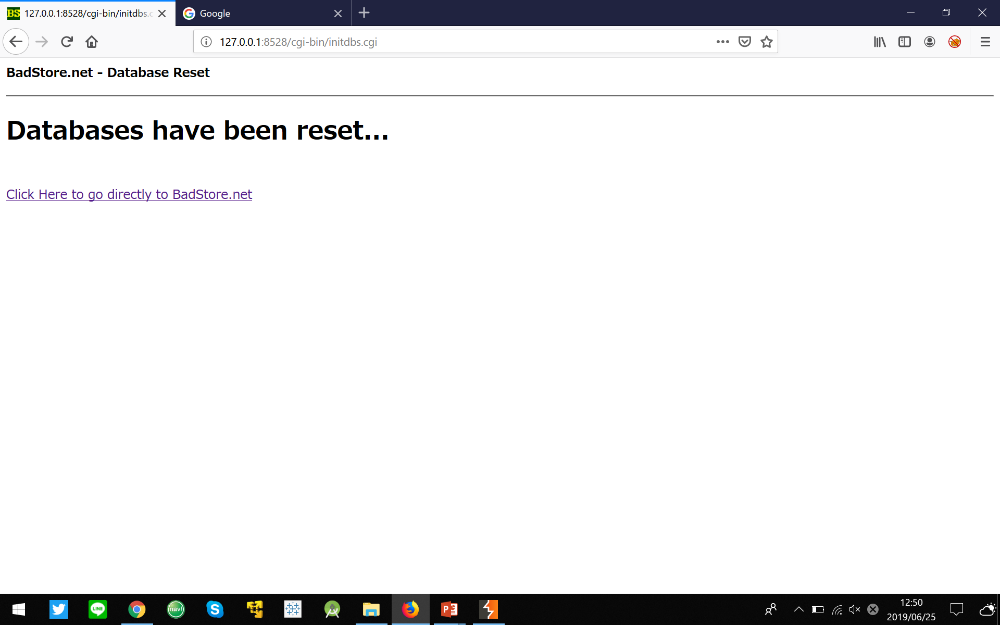 BS 127.0.0.1:8528/cgi-bin/initdbs.c
Google
127.0.0.1:8528/cgi-bin/initdbs.cgi
BadStore.net - Database Reset
Databases have been reset...
Click Here to go directly to BadStore.net
LINE
nav!
12:50
2019/06/25